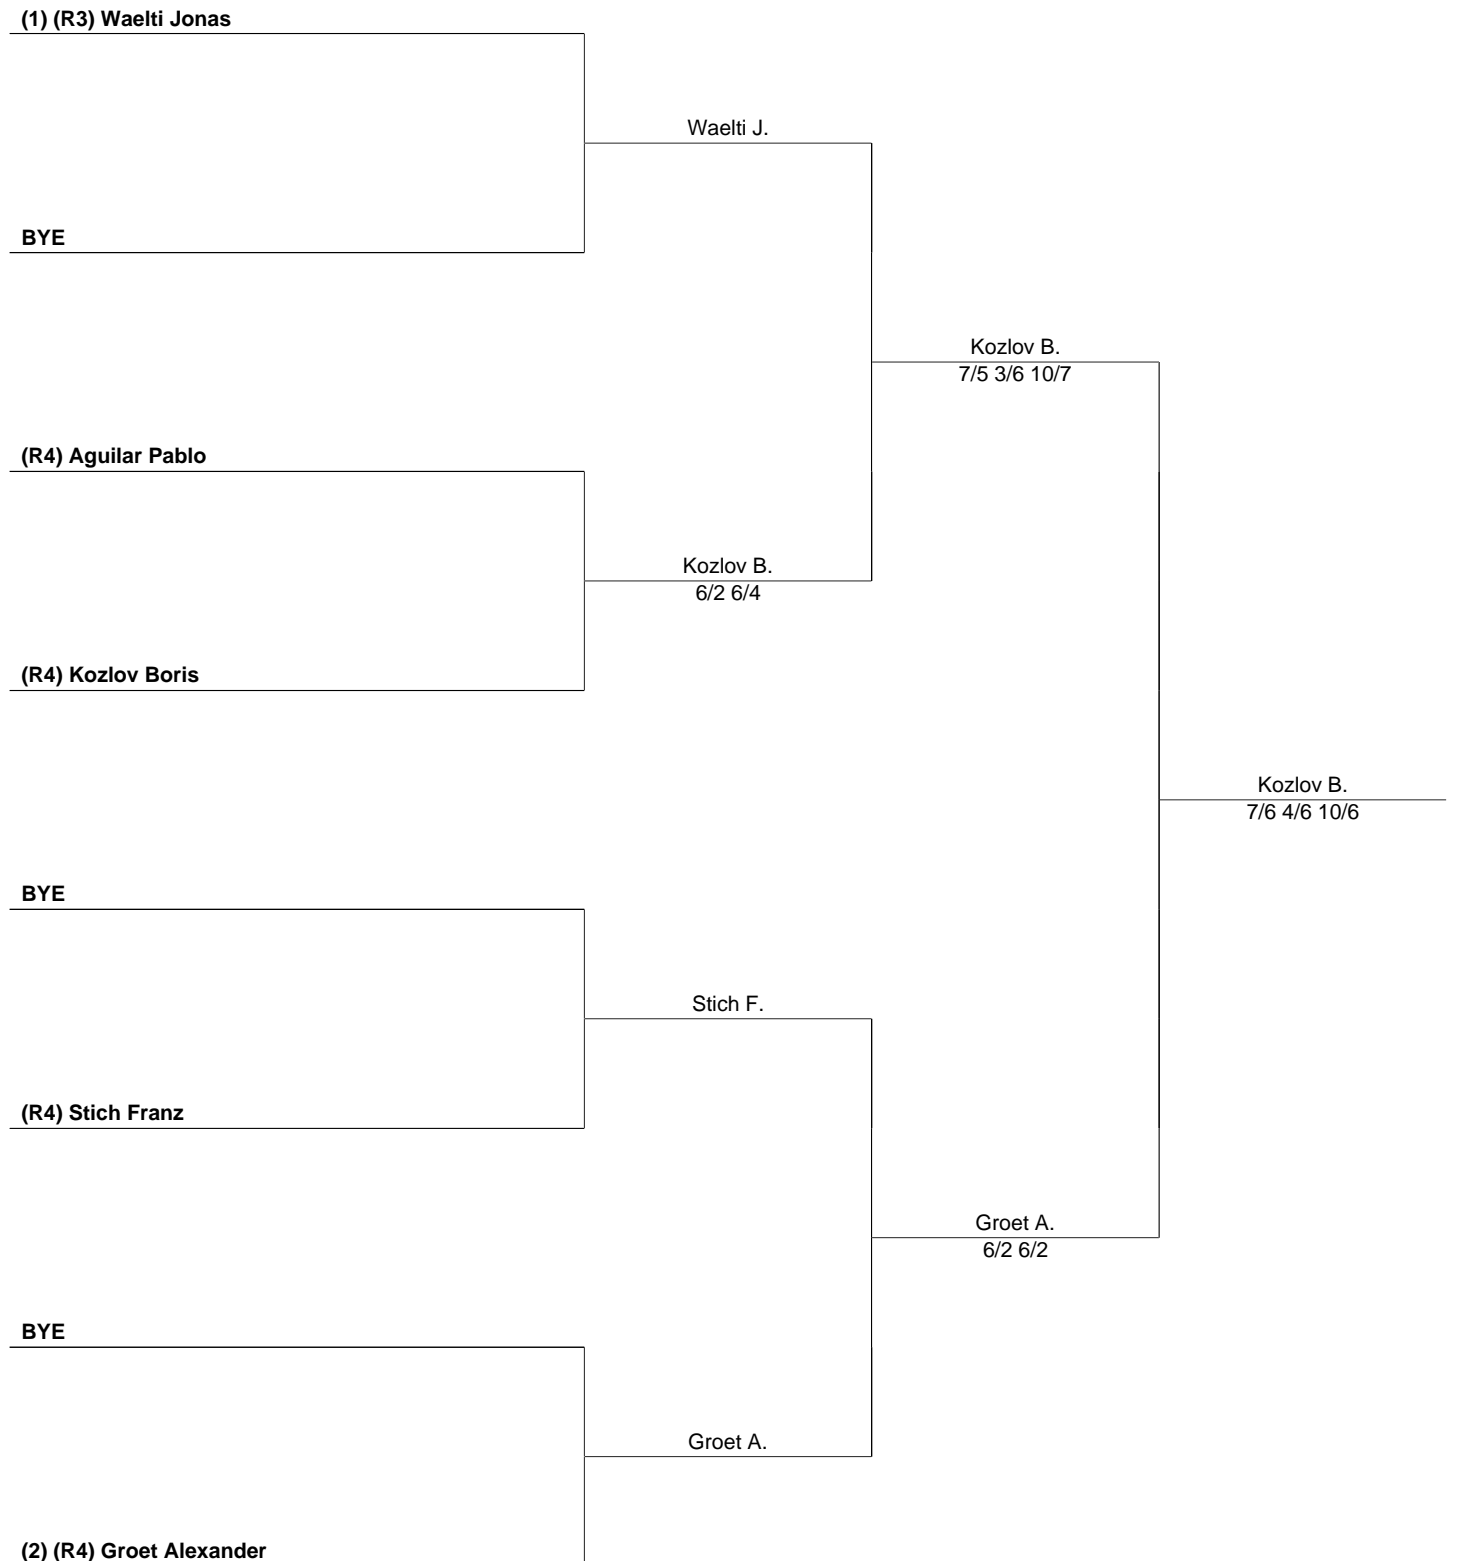 (1) (R3) Waelti Jonas
Waelti J.
BYE
Kozlov B.
7/5 3/6 10/7
(R4) Aguilar Pablo
Kozlov B.
6/2 6/4
(R4) Kozlov Boris
Kozlov B.
7/6 4/6 10/6
BYE
Stich F.
(R4) Stich Franz
Groet A.
6/2 6/2
BYE
Groet A.
(2) (R4) Groet Alexander